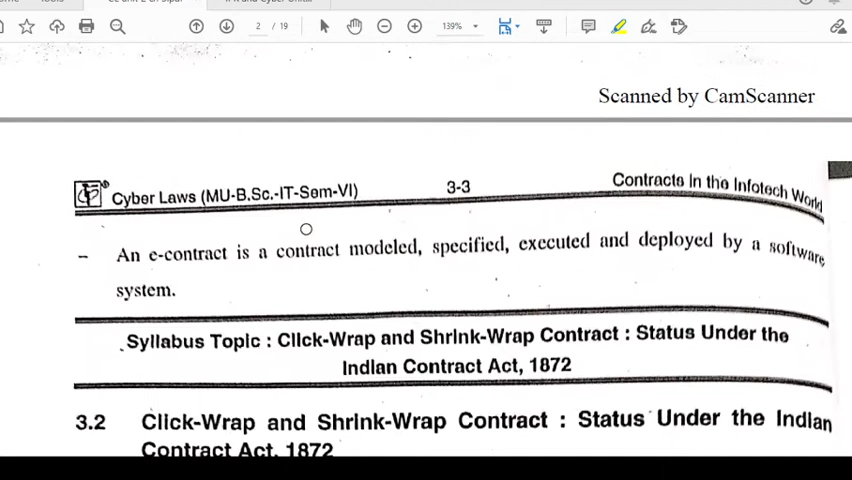 2 / 19
139%
Scanned by CamScanner
Cyber Laws (MU-B.Sc.-IT-Sem-VI) 3-3 Contracts in the Infotech World
– An e-contract is a contract modeled, specified, executed and deployed by a software
system.
Syllabus Topic : Click-Wrap and Shrink-Wrap Contract : Status Under the
Indian Contract Act, 1872
3.2 Click-Wrap and Shrink-Wrap Contract : Status Under the Indian
Contract Act, 1872